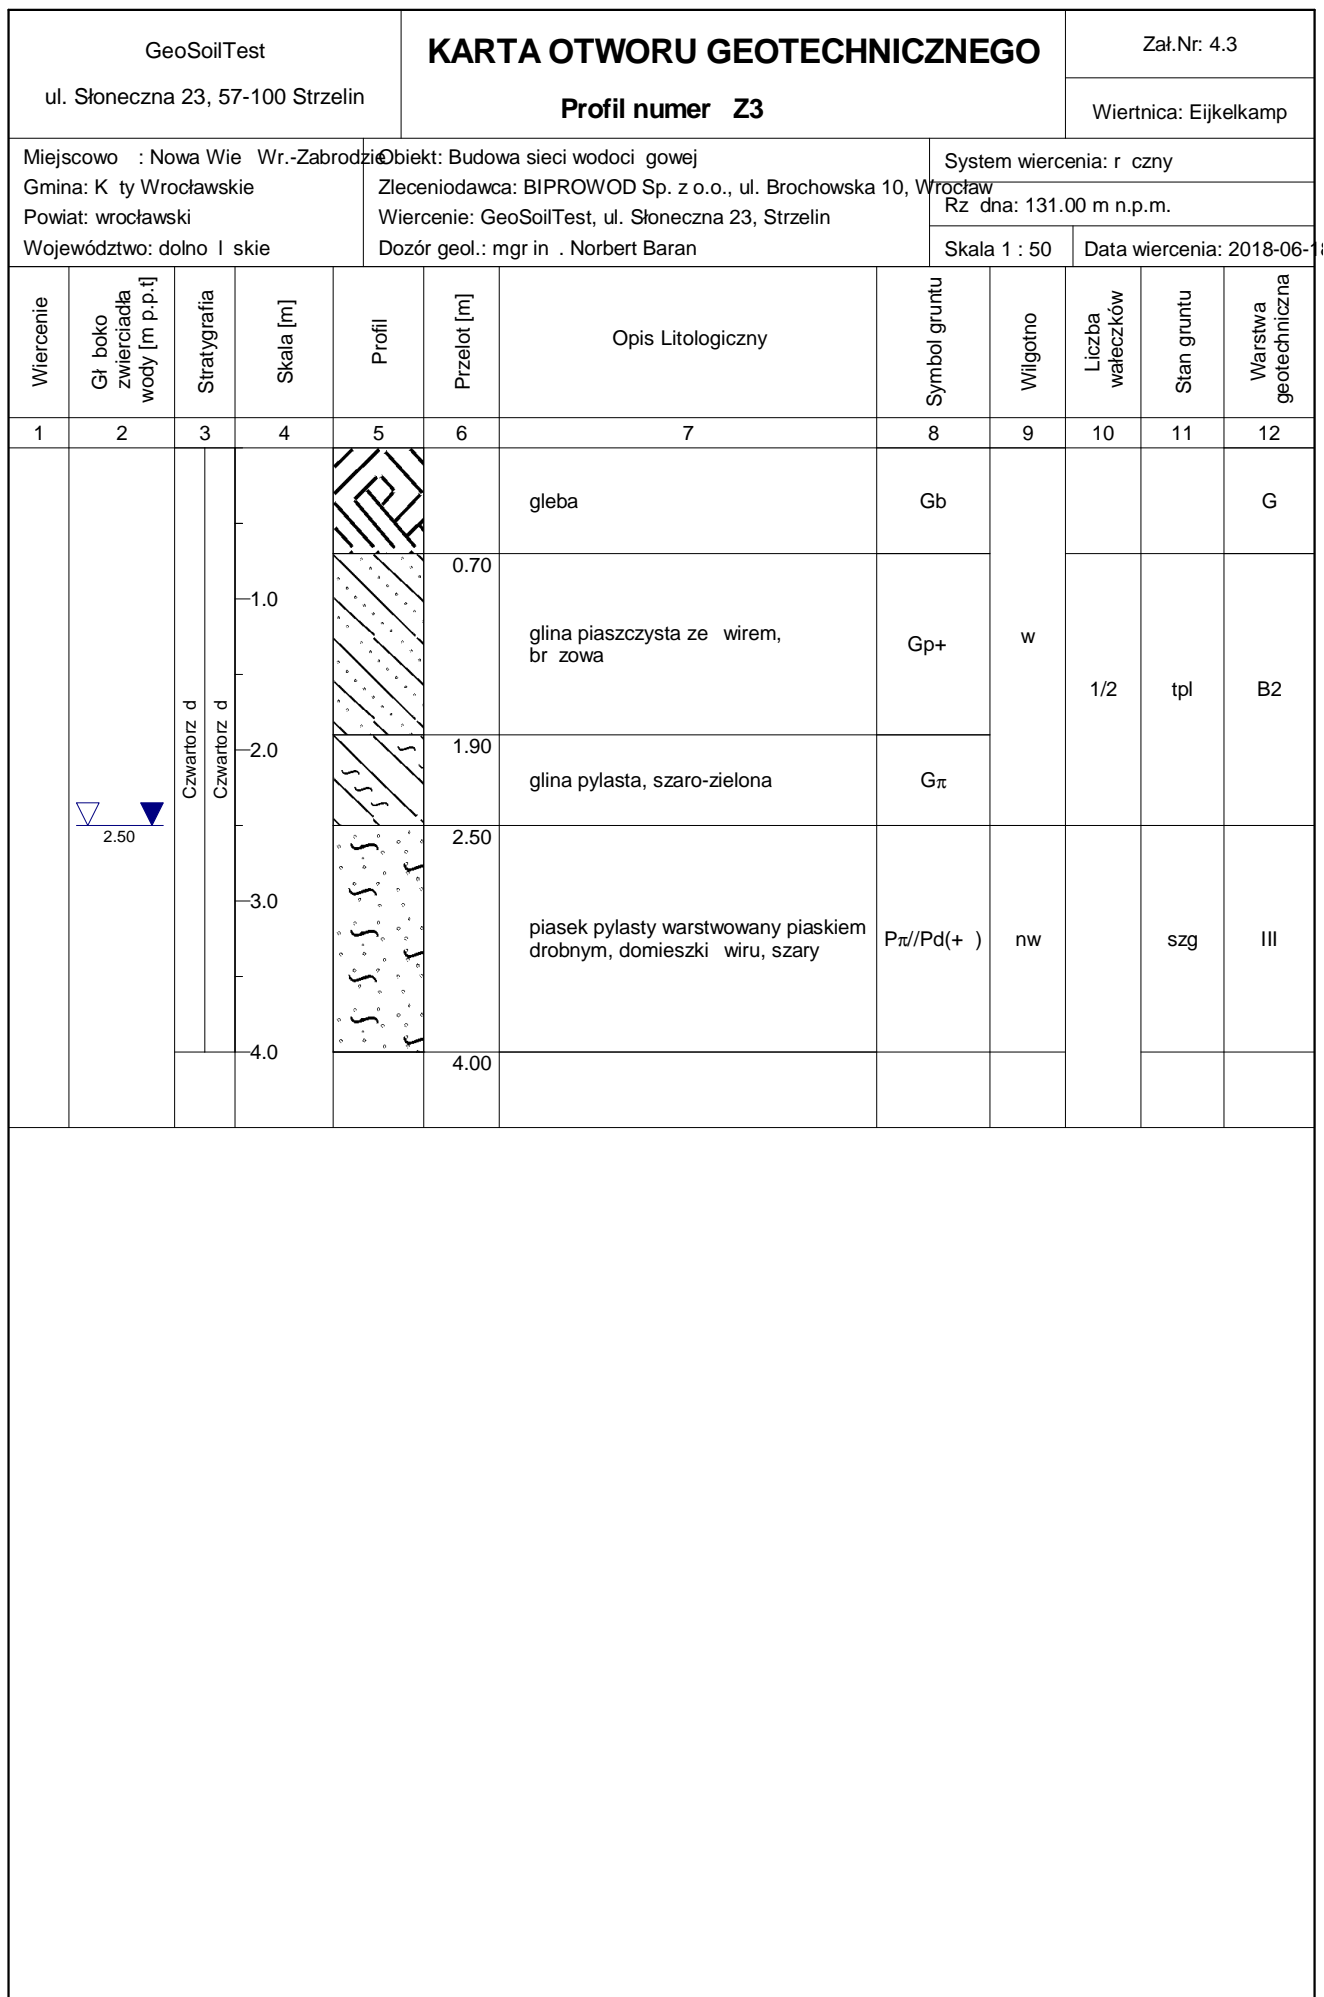 GeoSoilTest
ul. Słoneczna 23, 57-100 Strzelin
KARTA OTWORU GEOTECHNICZNEGO
Profil numer Z3
Zał.Nr: 4.3
Wiertnica: Eijkelkamp
Miejscowo : Nowa Wie Wr.-Zabrodzie
Gmina: K ty Wrocławskie
Powiat: wrocławski
Województwo: dolno l skie
Obiekt: Budowa sieci wodoci gowej
Zleceniodawca: BIPROWOD Sp. z o.o., ul. Brochowska 10, Wrocław
Wiercenie: GeoSoilTest, ul. Słoneczna 23, Strzelin
Dozór geol.: mgr in . Norbert Baran
System wiercenia: r czny
Rz dna: 131.00 m n.p.m.
Skala 1 : 50
Data wiercenia: 2018-06-18
Wiercenie
Gł boko
zwierciadła
wody [m p.p.t]
Stratygrafia
Skala [m]
Profil
Przelot [m]
Opis Litologiczny
Symbol gruntu
Wilgotno
Liczba
wałeczków
Stan gruntu
Warstwa
geotechniczna
1 2 3 4 5 6 7 8 9 10 11 12
gleba Gb G
0.70
1.0
glina piaszczysta ze wirem,
br zowa
Gp+
w
1/2 tpl B2
Czwartorz d
Czwartorz d
2.0
1.90
glina pylasta, szaro-zielona Gπ
2.50
2.50
3.0
piasek pylasty warstwowany piaskiem
drobnym, domieszki wiru, szary
Pπ//Pd(+ ) nw szg III
4.0
4.00